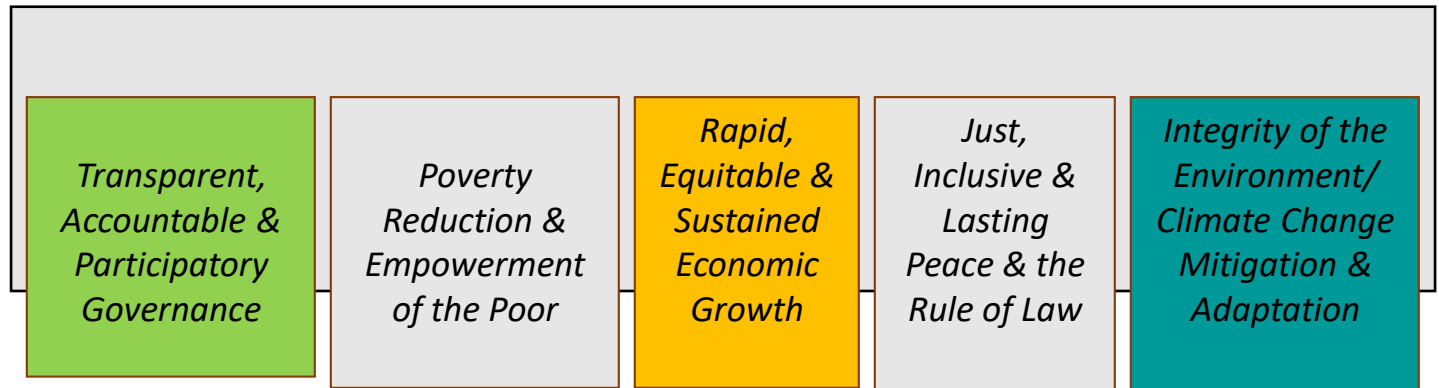 Transparent,
Accountable &
Participatory
Governance
Poverty
Reduction &
Empowerment
of the Poor
Rapid,
Equitable &
Sustained
Economic
Growth
Just,
Inclusive &
Lasting
Peace & the
Rule of Law
Integrity of the
Environment/
Climate Change
Mitigation &
Adaptation